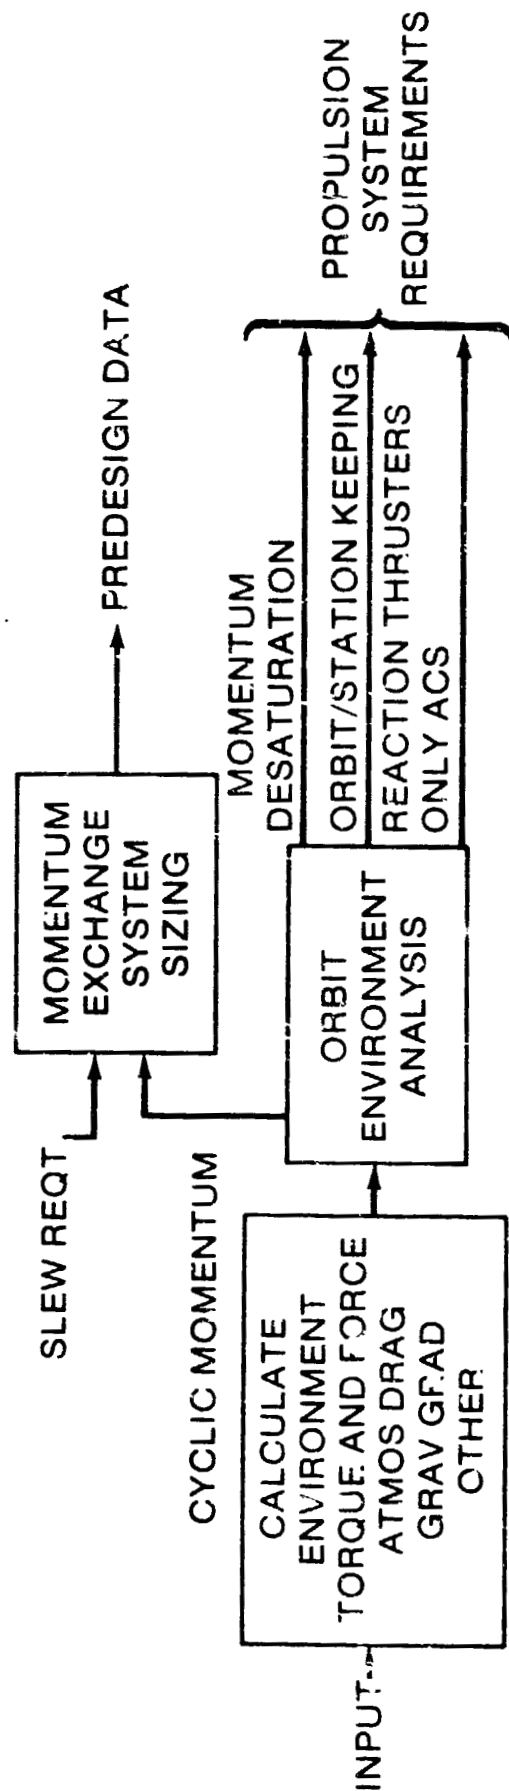 INPUT
CALCULATE
ENVIRONMENT
TORQUE AND FORCE
ATMOS DRAG
GRAV GRAD
OTHER
CYCLIC MOMENTUM
SLEW REQT
MOMENTUM
EXCHANGE
SYSTEM
SIZING
PREDESIGN DATA
ORBIT
ENVIRONMENT
ANALYSIS
MOMENTUM
DESATURATION
ORBIT/STATION KEEPING
REACTION THRUSTERS
ONLY ACS
PROPULSION
SYSTEM
REQUIREMENTS